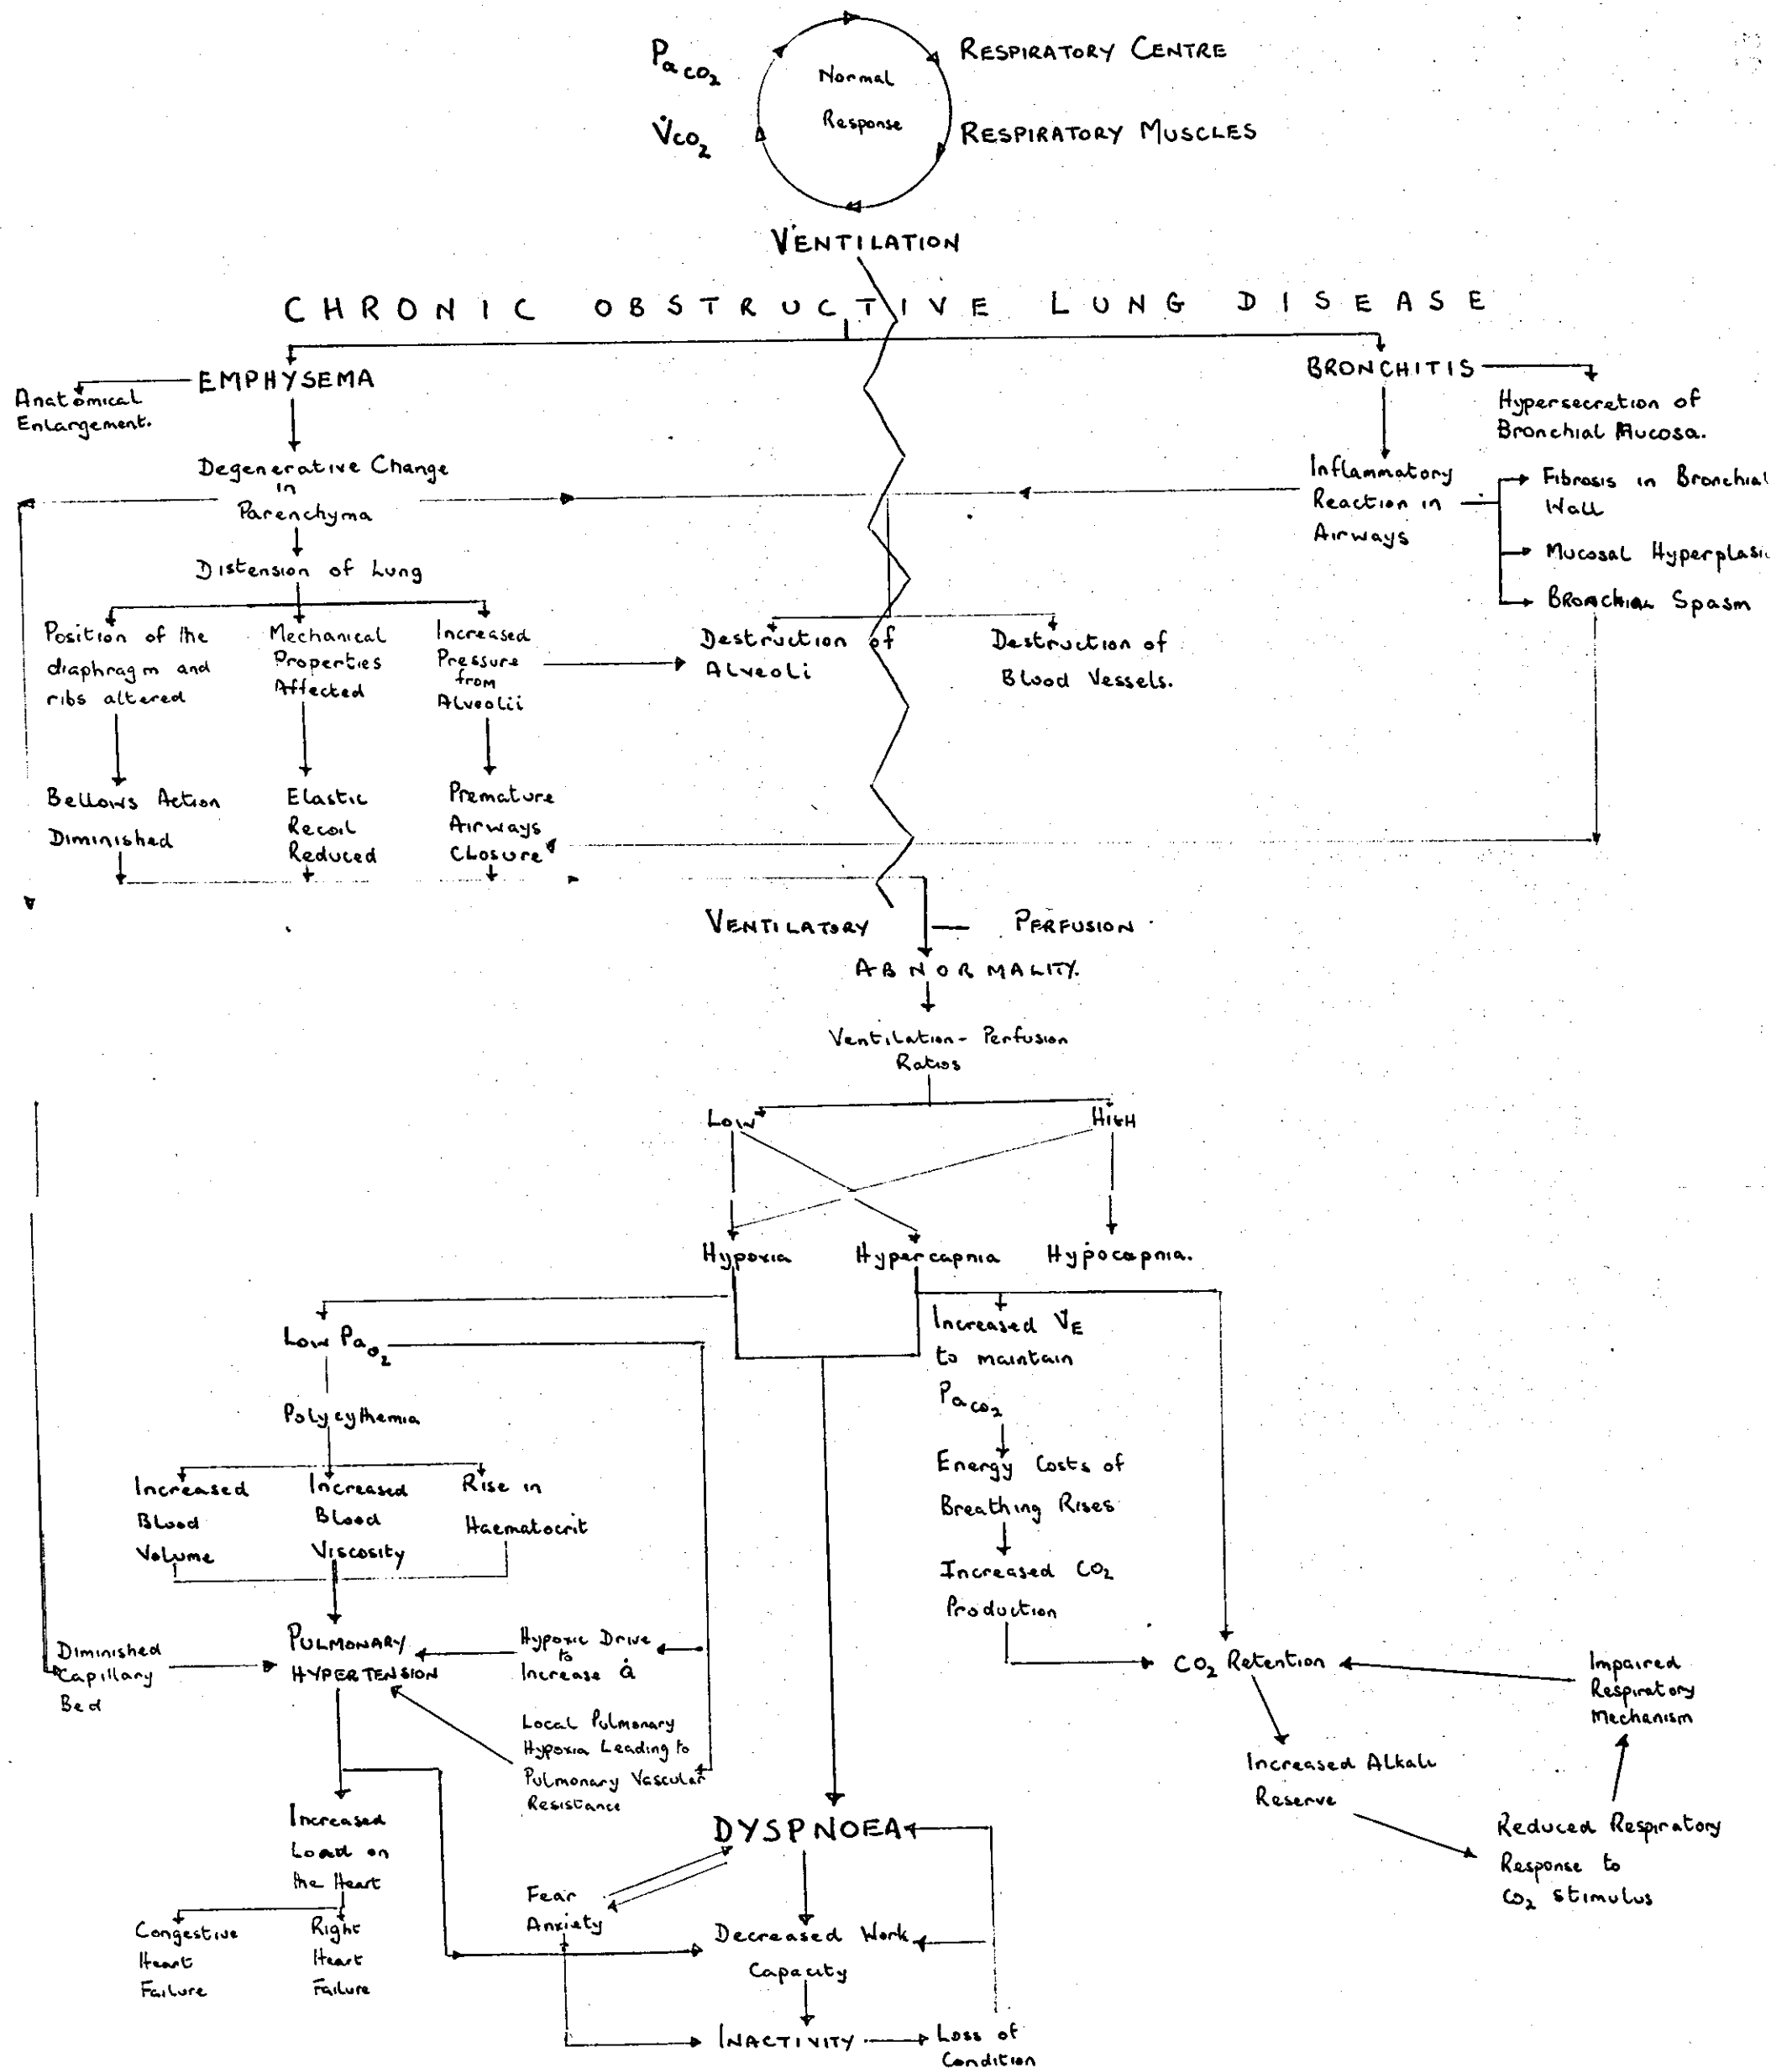 PaCO2
Normal
Response
V̇CO2
RESPIRATORY CENTRE
RESPIRATORY MUSCLES
VENTILATION
CHRONIC OBSTRUCTIVE LUNG DISEASE
EMPHYSEMA
Anatomical
Enlargement.
BRONCHITIS
Hypersecretion of
Bronchial Mucosa.
Degenerative Change
in
Parenchyma
Inflammatory
Reaction in
Airways
Fibrosis in Bronchial
Wall
Mucosal Hyperplasi
Bronchial Spasm
Distension of Lung
Position of the
diaphragm and
ribs altered
Mechanical
Properties
Affected
Increased
Pressure
from
Alveolii
Destruction of
Alveoli
Destruction of
Blood Vessels.
Bellows Action
Diminished
Elastic
Recoil
Reduced
Premature
Airways
Closure
VENTILATORY PERFUSION
ABNORMALITY.
Ventilation - Perfusion
Ratios
LOW
HIGH
Hypoxia
Hypercapnia
Hypocapnia.
Low PaO2
Polycythemia
Increased
Blood
Volume
Increased
Blood
Viscosity
Rise in
Haematocrit
Increased V̇E
to maintain
PaCO2
Energy Costs of
Breathing Rises
Increased CO2
Production
Diminished
Capillary
Bed
PULMONARY
HYPERTENSION
Hypoxic Drive
to
Increase Q̇
Local Pulmonary
Hypoxia Leading to
Pulmonary Vascular
Resistance
CO2 Retention
Impaired
Respiratory
Mechanism
Increased Alkali
Reserve
Reduced Respiratory
Response to
CO2 stimulus
Increased
Load on
the Heart
Congestive
Heart
Failure
Right
Heart
Failure
DYSPNOEA
Fear
Anxiety
Decreased Work
Capacity
INACTIVITY
Loss of
Condition